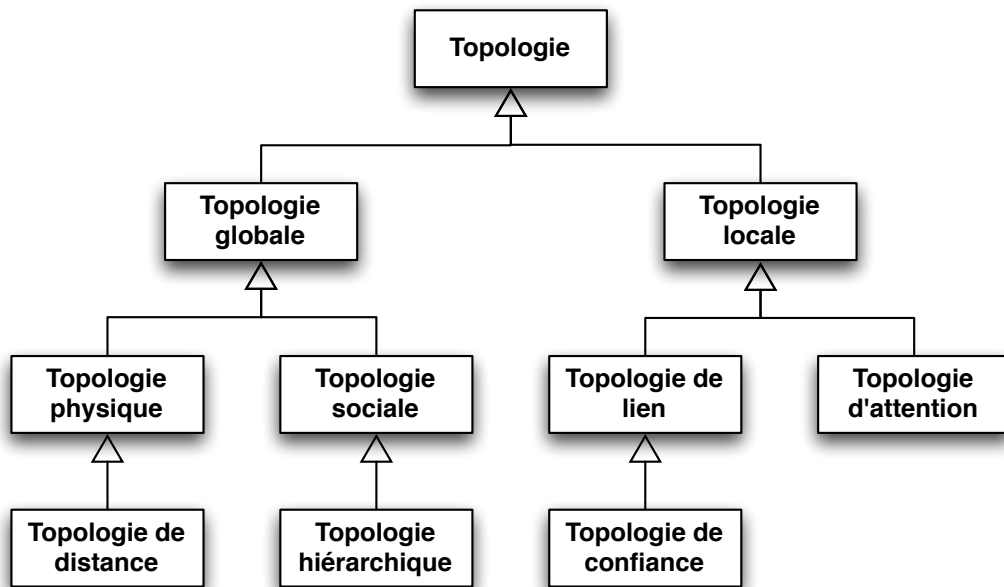 Topologie
Topologie
globale
Topologie
locale
Topologie
physique
Topologie
sociale
Topologie de
lien
Topologie
d'attention
Topologie de
distance
Topologie
hiérarchique
Topologie de
confiance